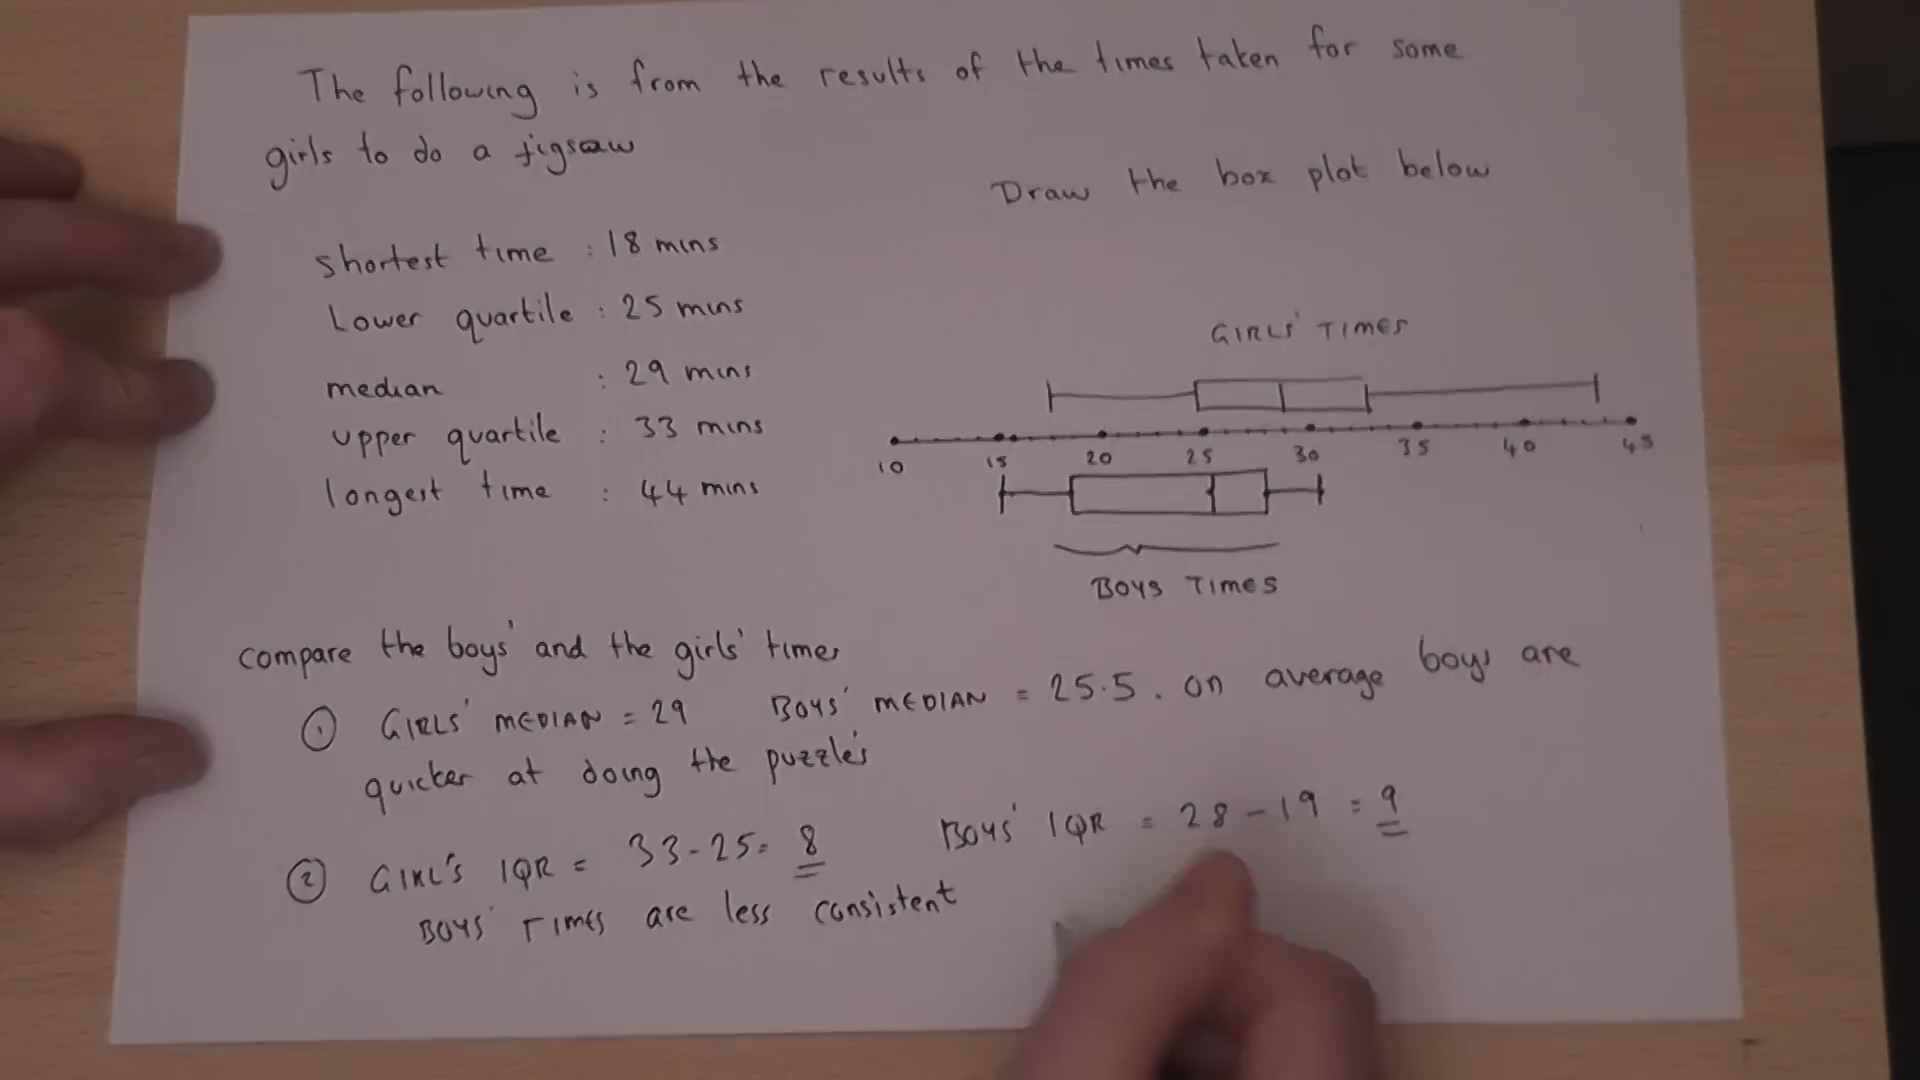 The following is from the results of the times taken for some
girls to do a jigsaw
Draw the box plot below
shortest time : 18 mins
Lower quartile : 25 mins
median : 29 mins
upper quartile : 33 mins
longest time : 44 mins
GIRLS' TIMES
10 15 20 25 30 35 40 45
BOYS TIMES
compare the boys' and the girls' times
① GIRLS' MEDIAN = 29 BOYS' MEDIAN = 25.5. on average boys are
quicker at doing the puzzle's
② GIRL'S IQR = 33-25= 8 BOYS' IQR = 28-19 = 9
BOYS' TIMES are less consistent